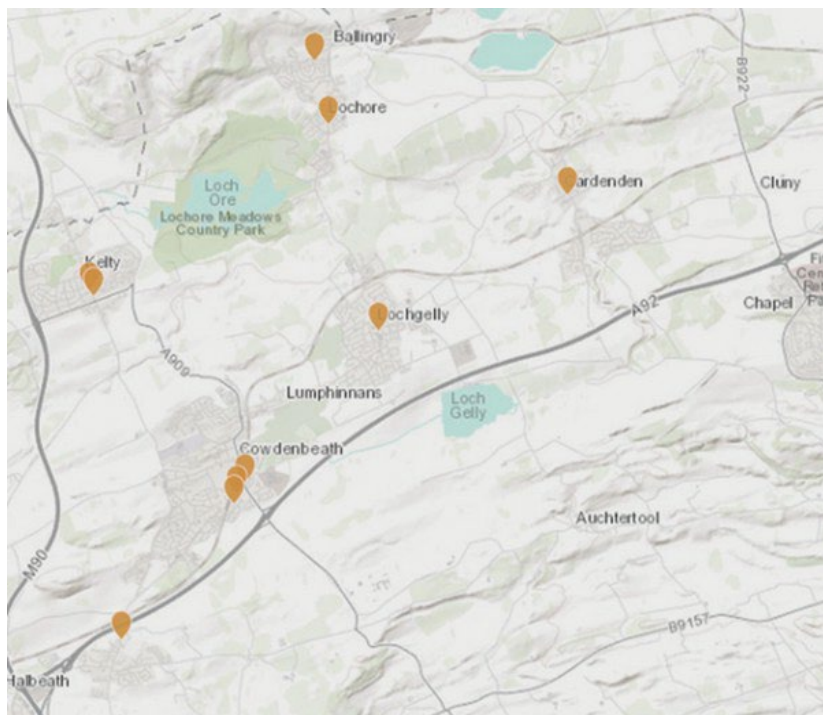 Ballingry
B922
ochore
Loch
Ore
ardenden
Cluny
Lochore Meadows
Country Park
Kelty
Chapel
A92
ochgelly
A909
Lumphinnans
Loch
Gelly
Cowdenbeath
Auchtertool
M90
B9157
Halbeath